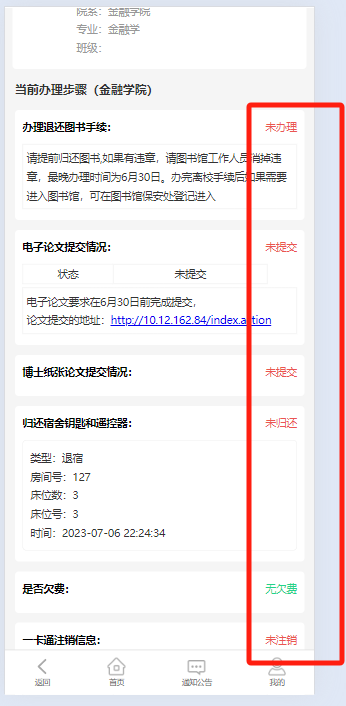 院系：金融学院
专业：金融学
班级：
当前办理步骤（金融学院）
办理退还图书手续： 未办理
请提前归还图书,如果有违章，请图书馆工作人员消掉违
章，最晚办理时间为6月30日。办完离校手续后如果需要
进入图书馆，可在图书馆保安处登记进入
电子论文提交情况： 未提交
状态 未提交
电子论文要求在6月30日前完成提交，
论文提交的地址：http://10.12.162.84/index.action
博士纸张论文提交情况： 未提交
归还宿舍钥匙和遥控器： 未归还
类型：退宿
房间号：127
床位数：3
床位号：3
时间：2023-07-06 22:24:34
是否欠费： 无欠费
一卡通注销信息： 未注销
返回 首页 通知公告 我的